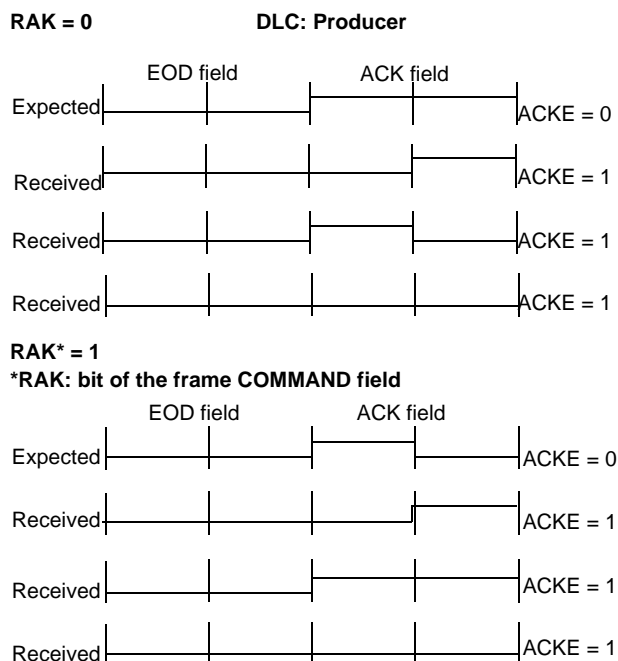 RAK = 0 DLC: Producer
EOD field ACK field
Expected ACKE = 0
Received ACKE = 1
Received ACKE = 1
Received ACKE = 1
RAK* = 1
*RAK: bit of the frame COMMAND field
EOD field ACK field
Expected ACKE = 0
Received ACKE = 1
Received ACKE = 1
Received ACKE = 1